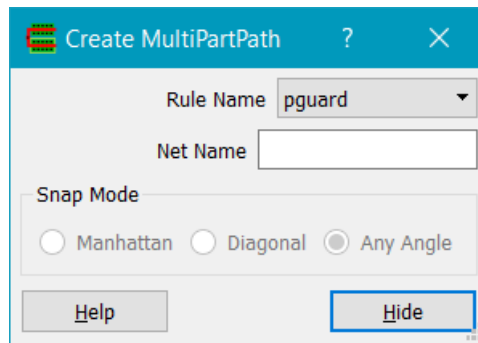 Create MultiPartPath ?
Rule Name pguard
Net Name
Snap Mode
Manhattan Diagonal Any Angle
Help Hide